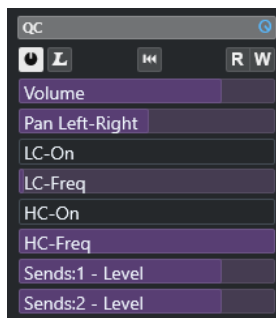 QC
L
R W
Volume
Pan Left-Right
LC-On
LC-Freq
HC-On
HC-Freq
Sends:1 - Level
Sends:2 - Level